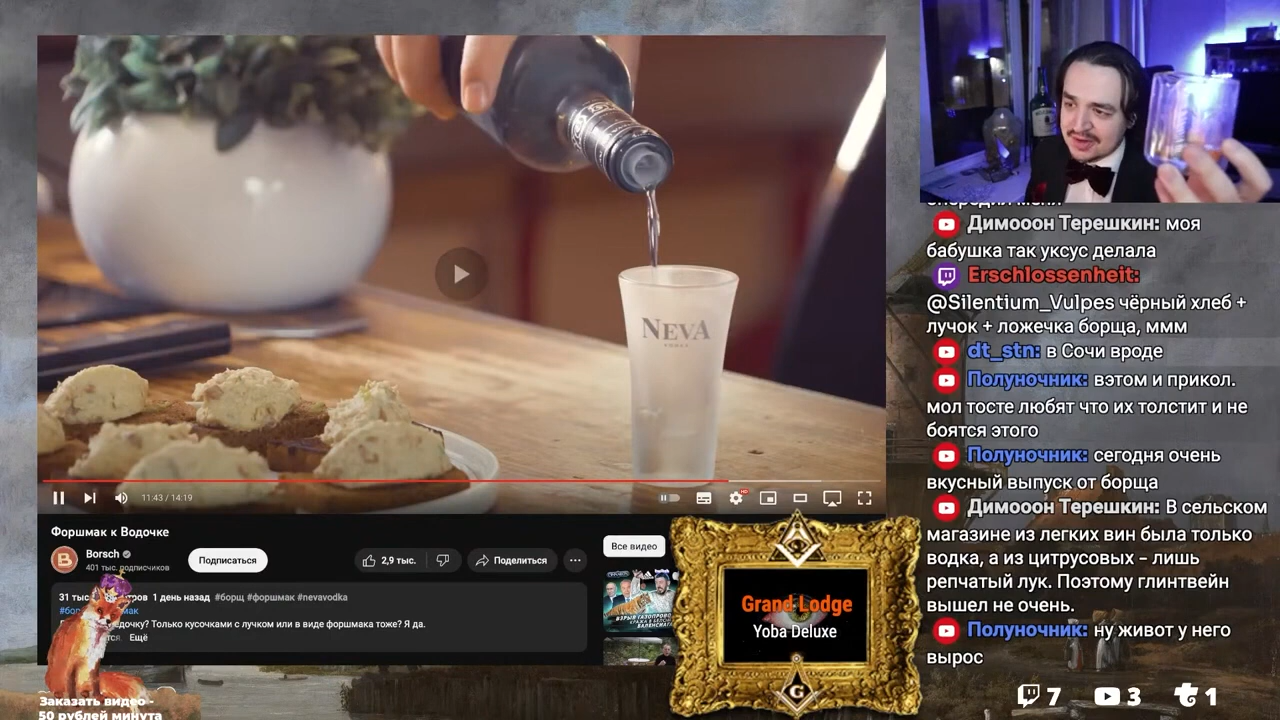 NEVA
11:43 / 14:19
HD
Форшмак к Водочке
Borsch
401 тыс. подписчиков
Подписаться
2,9 тыс.
Поделиться
Все видео
31 тыс 1 день назад #борщ #форшмак #nevavodka
водочку? Только кусочками с лучком или в виде форшмака тоже? Я да.
Ещё
Заказать видео -
50 рублей минута
Grand Lodge
Yoba Deluxe
G
Димооон Терешкин: моя
бабушка так уксус делала
Erschlossenheit:
@Silentium_Vulpes чёрный хлеб +
лучок + ложечка борща, ммм
dt_stn: в Сочи вроде
Полуночник: вэтом и прикол.
мол тосте любят что их толстит и не
боятся этого
Полуночник: сегодня очень
вкусный выпуск от борща
Димооон Терешкин: В сельском
магазине из легких вин была только
водка, а из цитрусовых – лишь
репчатый лук. Поэтому глинтвейн
вышел не очень.
Полуночник: ну живот у него
вырос
7
3
1